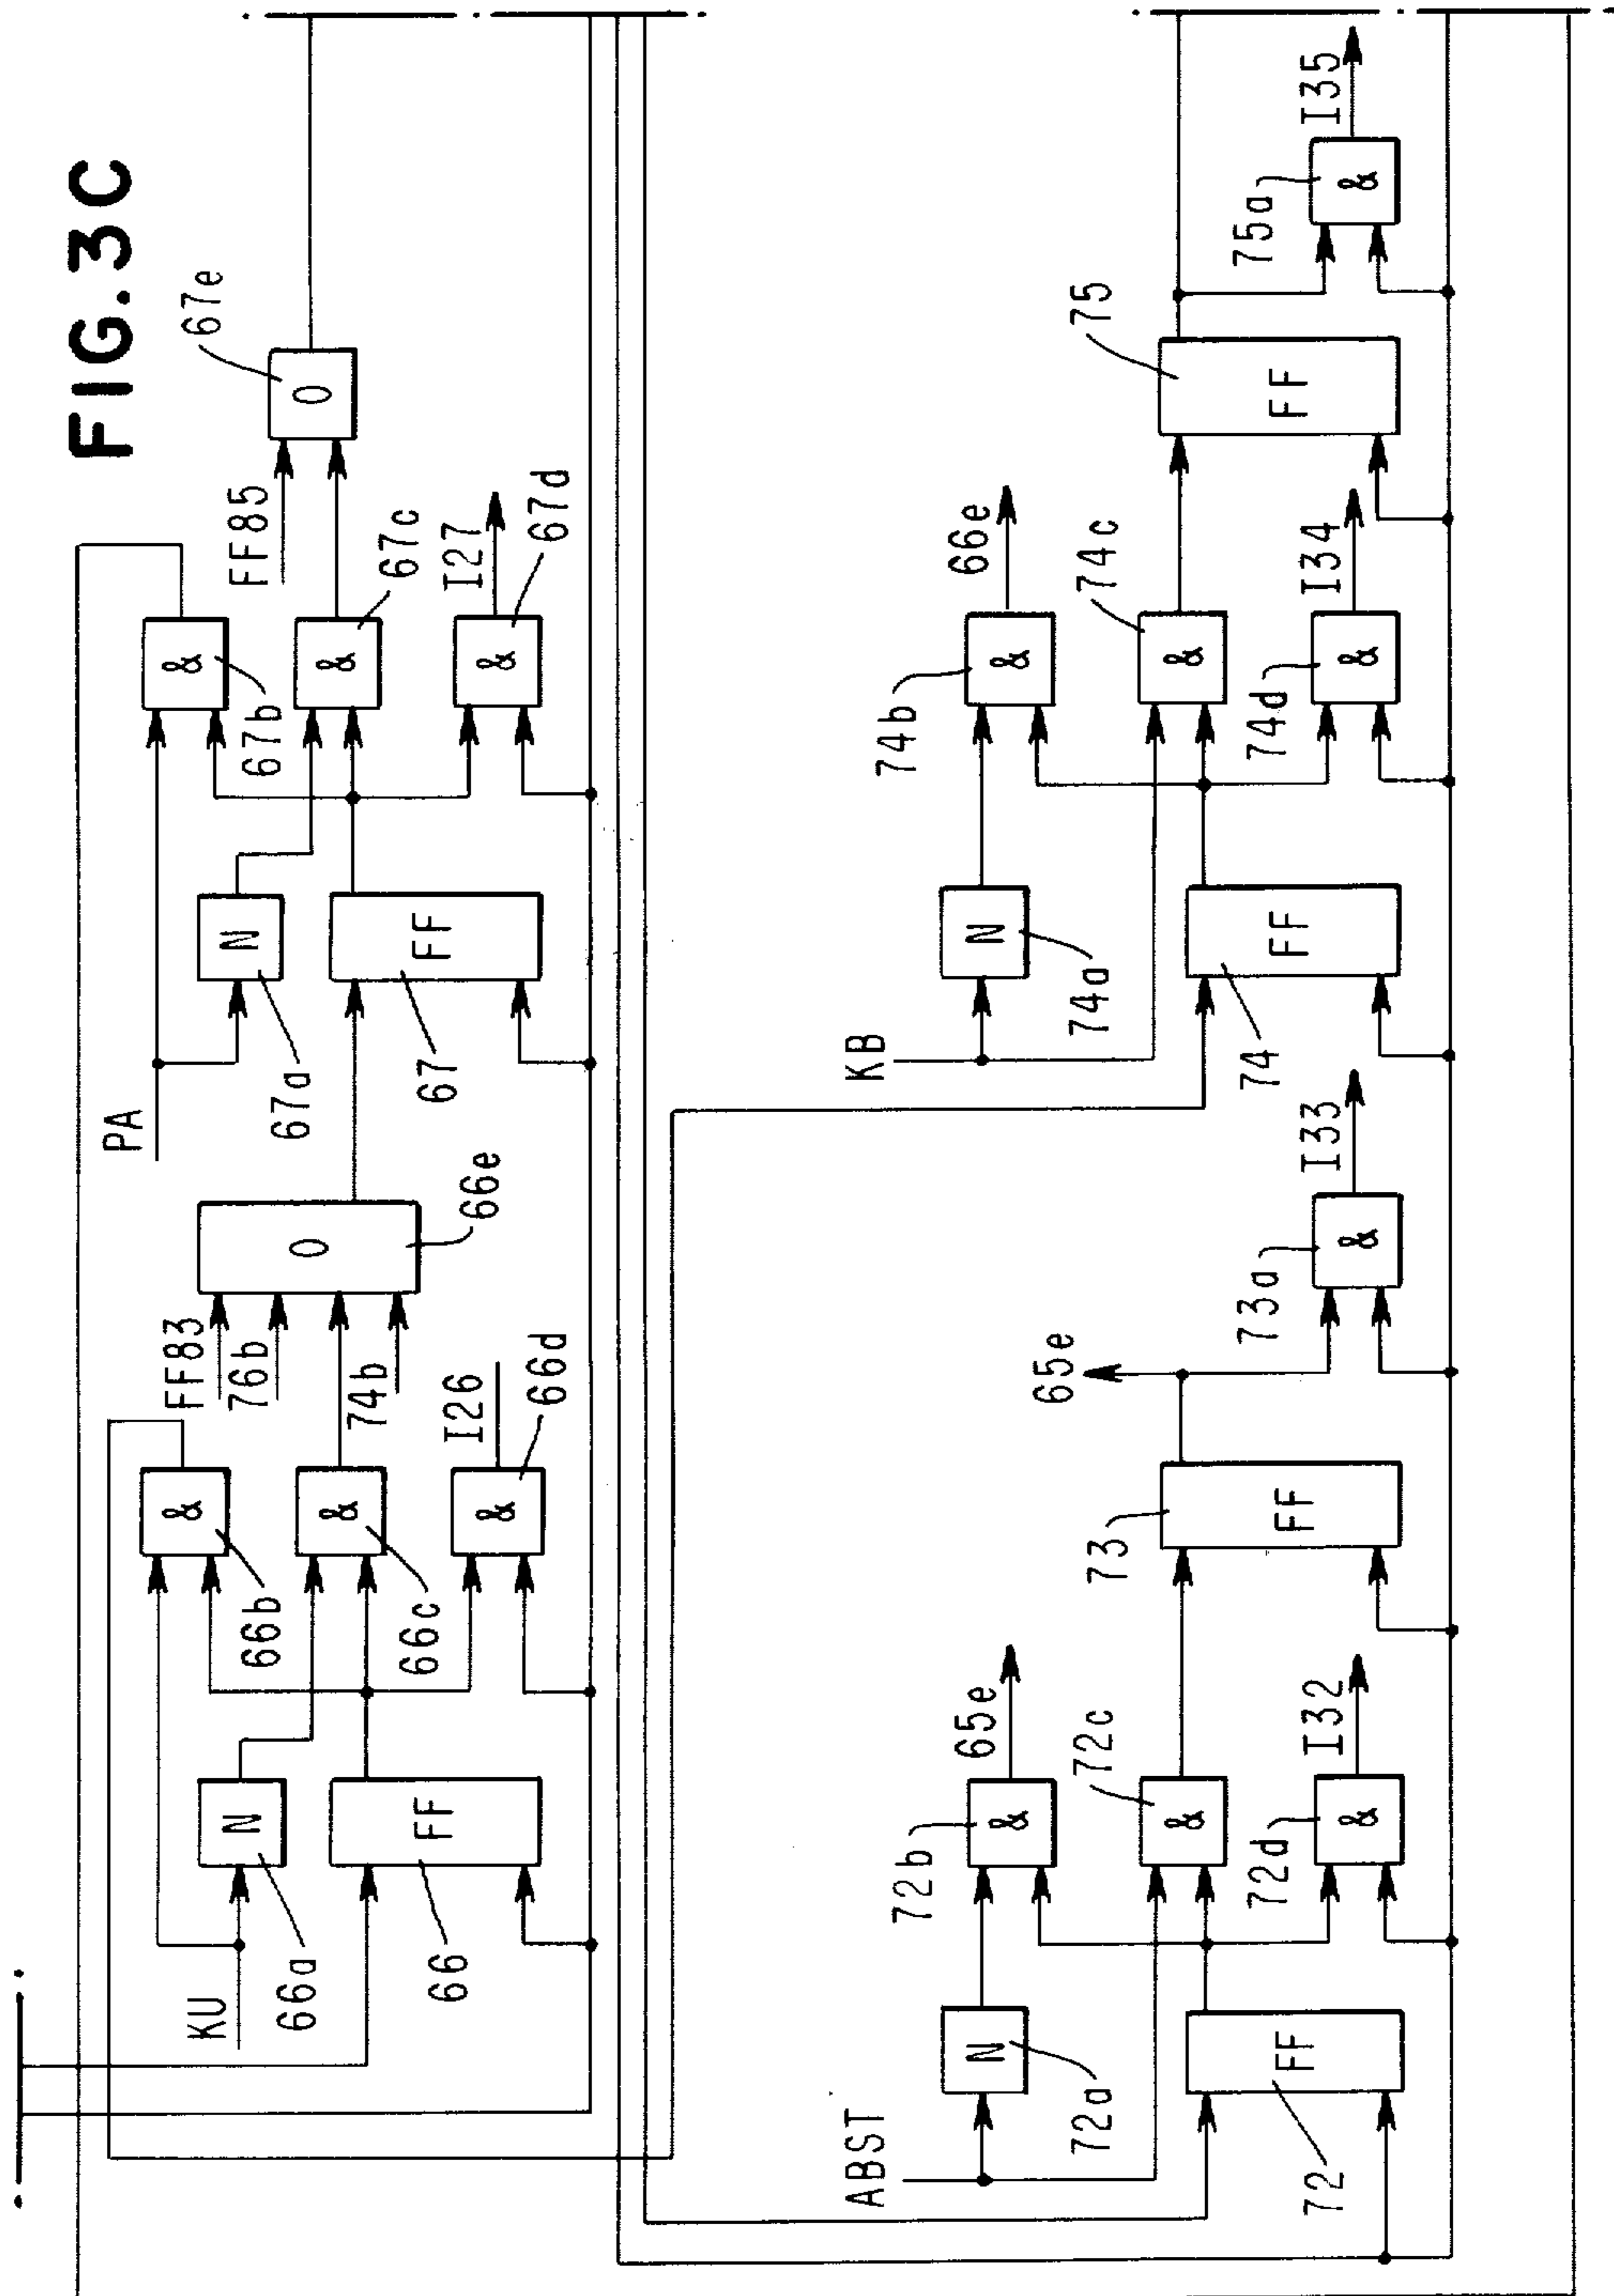 FIG.3C
KU
66a
N
66
FF
66b
&
66c
&
I26
66d
&
FF83
76b
74b
O
66e
PA
67a
N
67
FF
67b
&
67c
&
I27
67d
&
FF85
O
67e
ABST
72a
N
72
FF
72b
&
65e
72c
&
72d
&
I32
73
FF
65e
73a
&
I33
KB
74a
N
74
FF
74b
&
66e
74c
&
74d
&
I34
75
FF
75a
&
I35